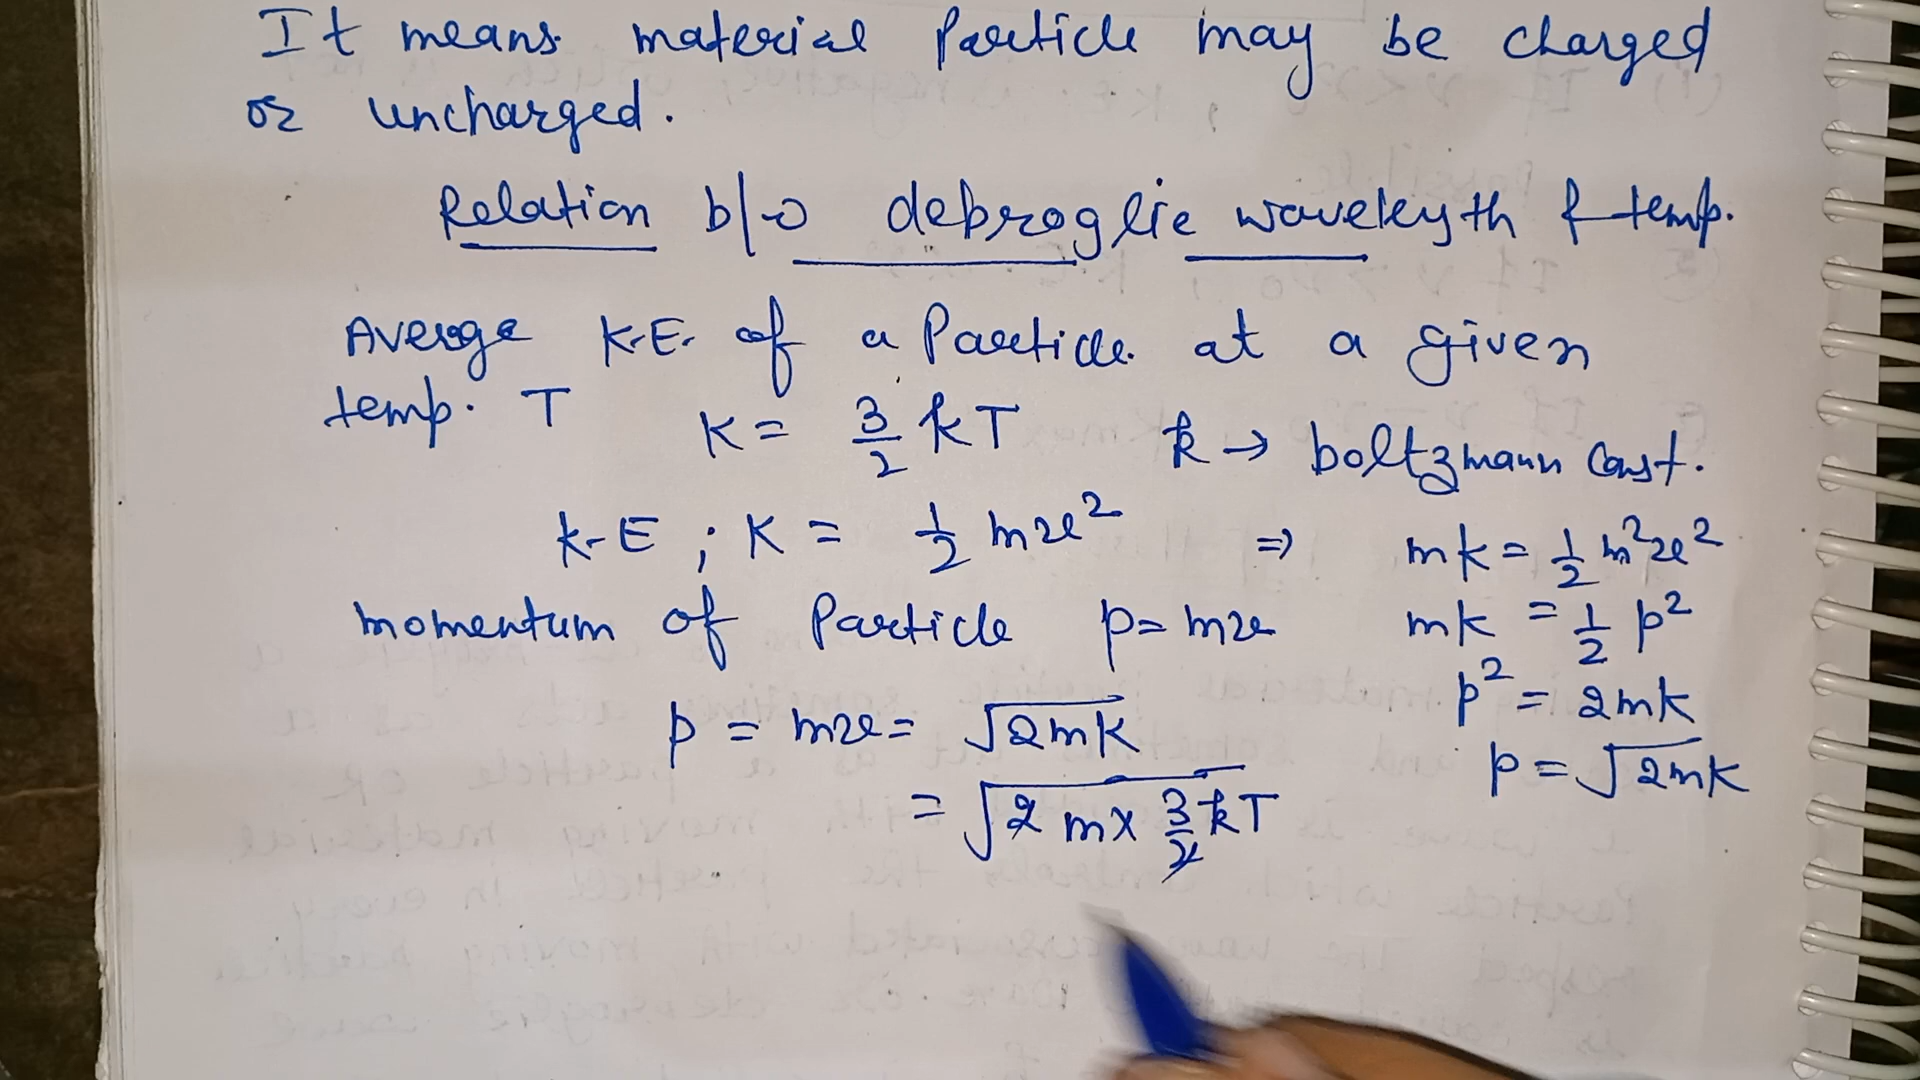 It means material Particle may be charged
or uncharged.
Relation b/w debroglie wavelength & temp.
Average K.E. of a Particle at a given
temp. T K = 3/2 kT k → boltzmann Const.
k-E ; K = 1/2 mv² ⇒ mk = 1/2 m²v²
momentum of Particle p = mv mk = 1/2 p²
p² = 2mk
p = mv = √2mK p = √2mk
= √2 m x 3/2 kT